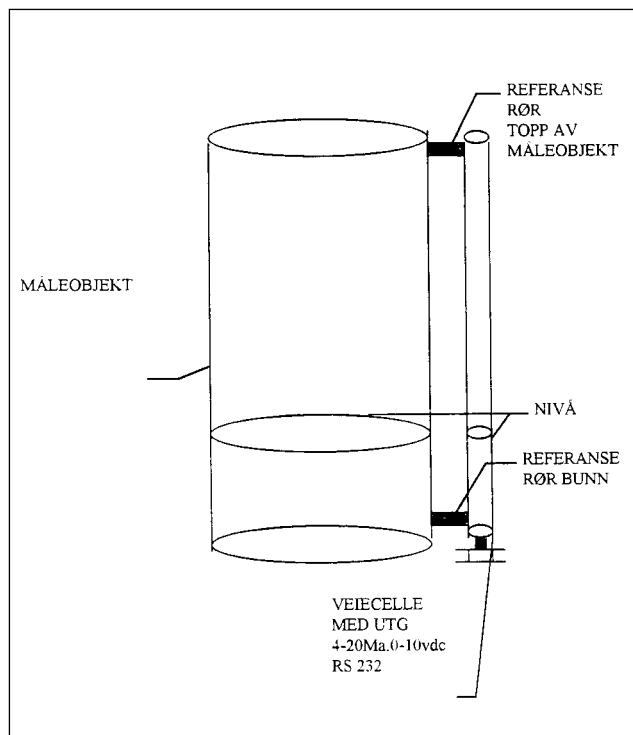 REFERANSE
RØR
TOPP AV
MÅLEOBJEKT
MÅLEOBJEKT
NIVÅ
REFERANSE
RØR BUNN
VEIECELLE
MED UTG
4-20Ma.0-10vdc
RS 232